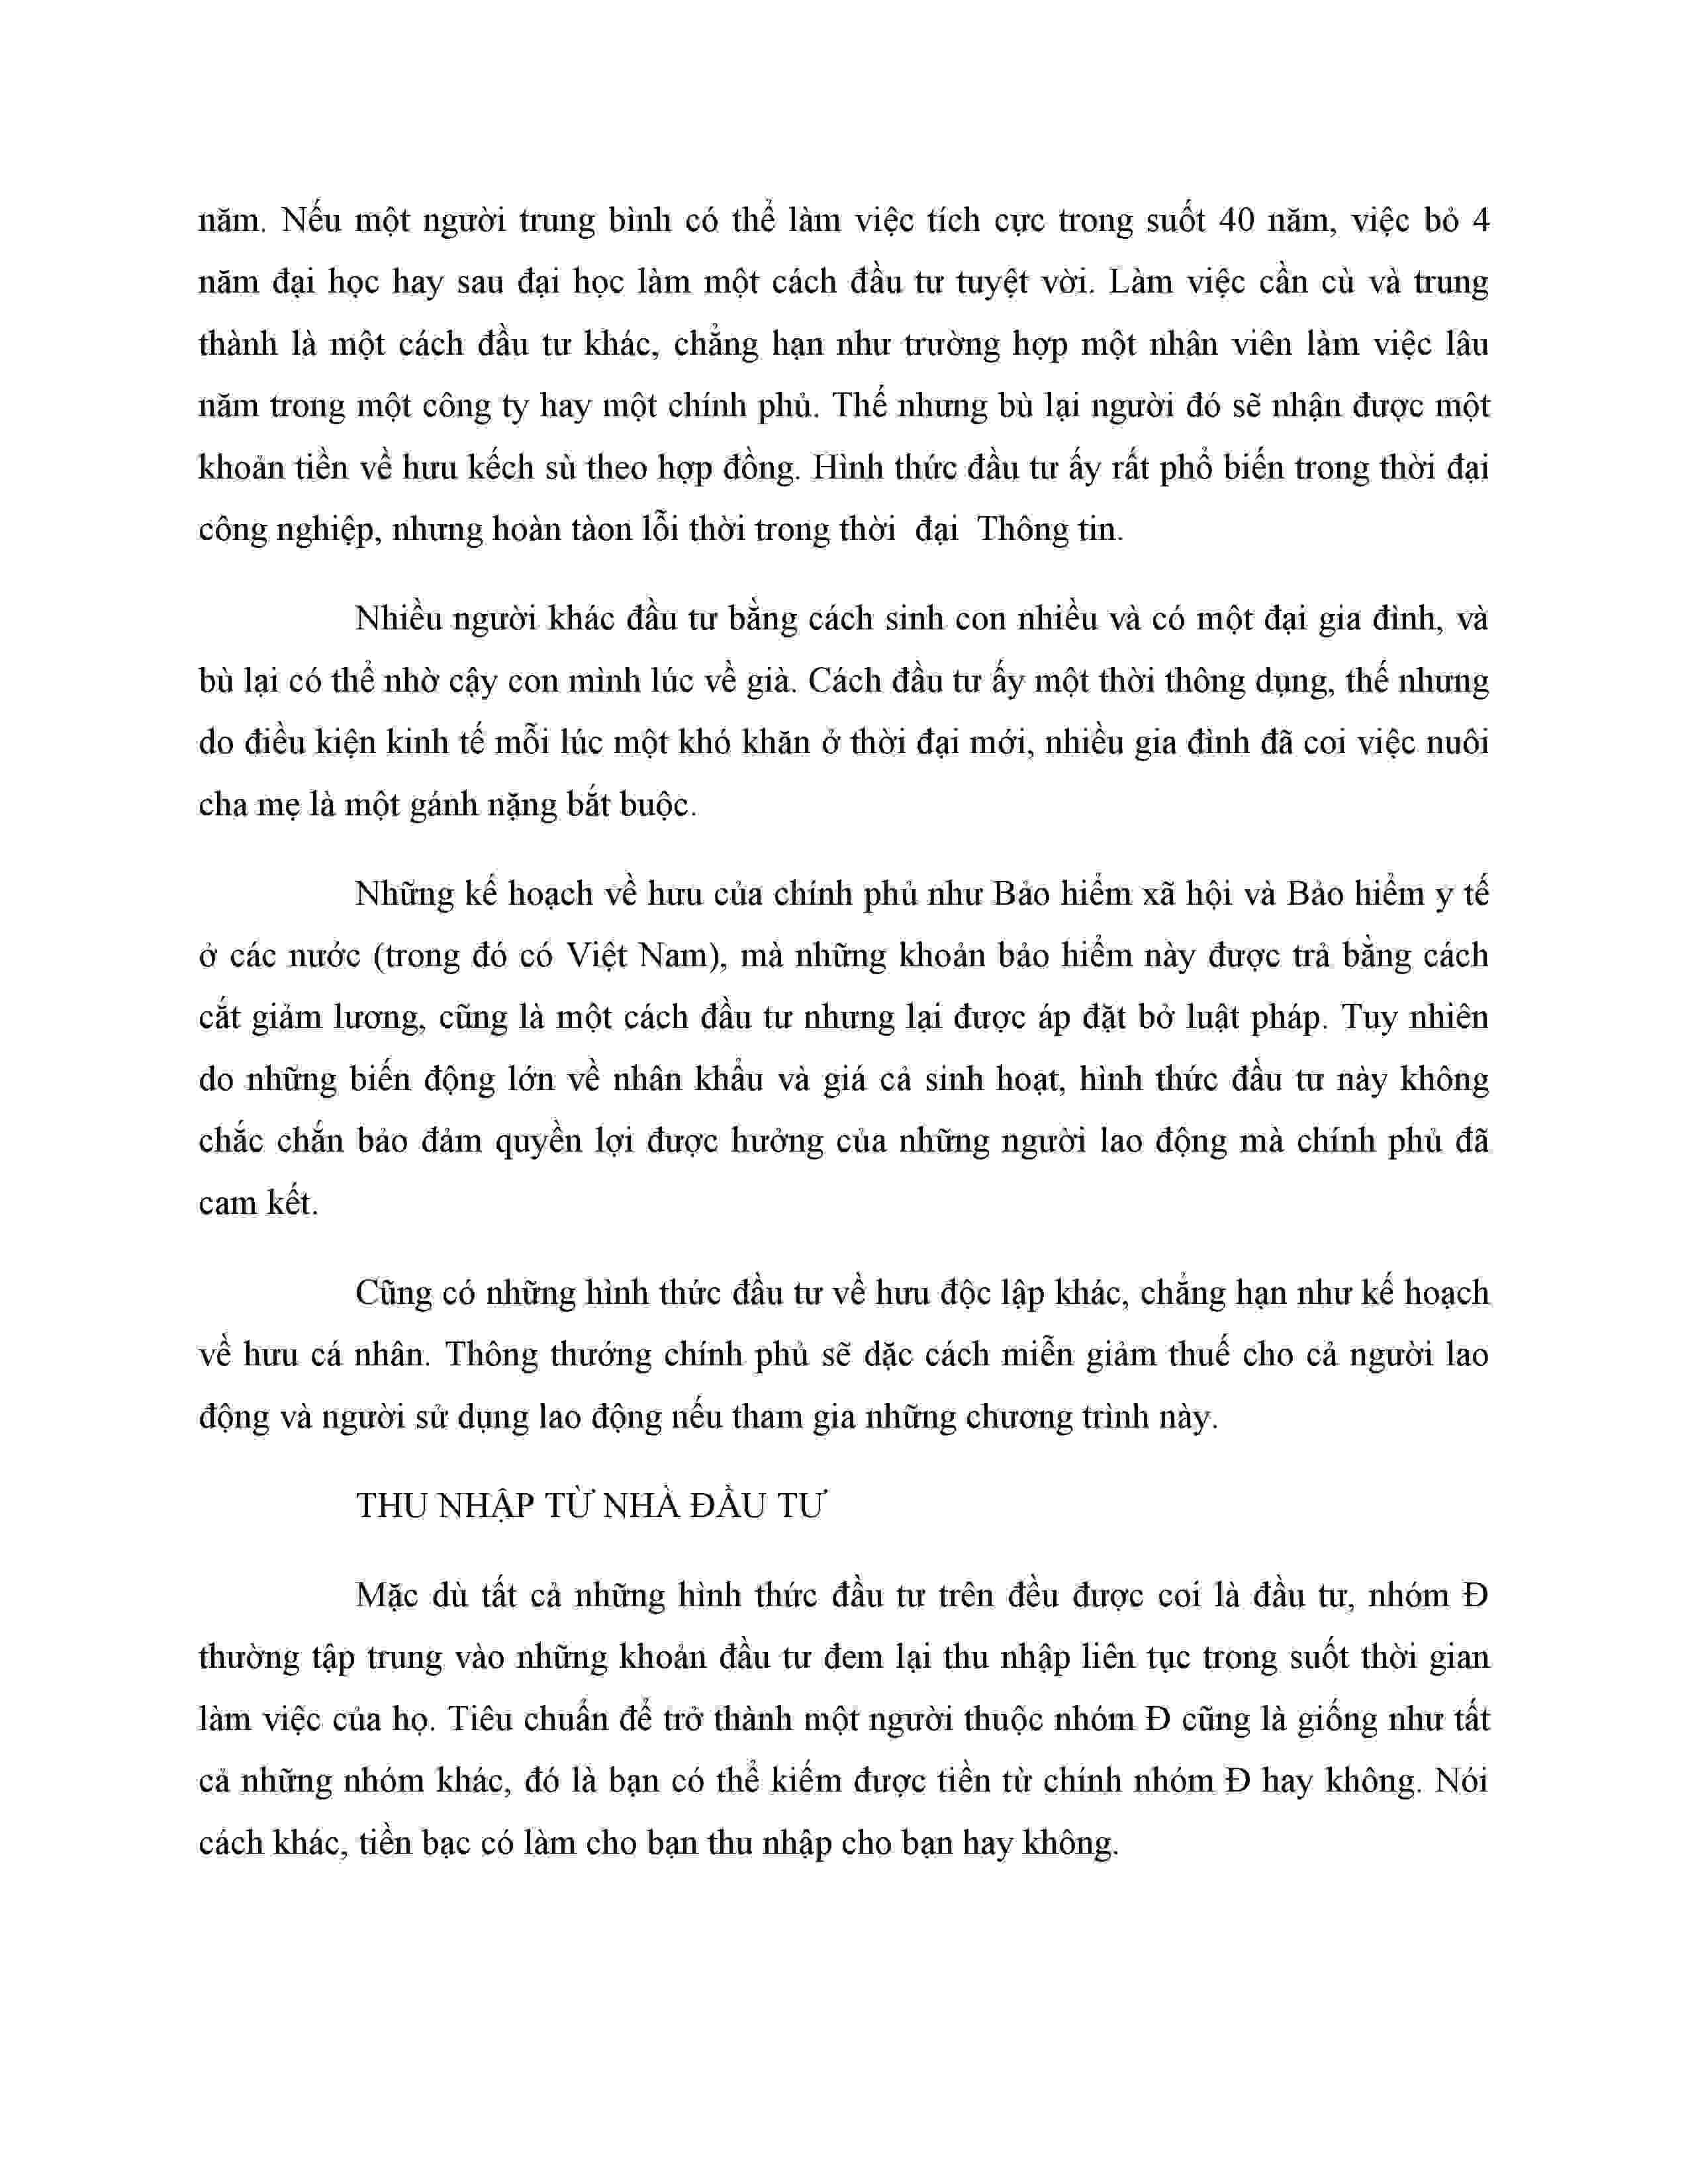 năm. Nếu một người trung bình có thể làm việc tích cực trong suốt 40 năm, việc bỏ 4
năm đại học hay sau đại học làm một cách đầu tư tuyệt vời. Làm việc cần cù và trung
thành là một cách đầu tư khác, chẳng hạn như trường hợp một nhân viên làm việc lâu
năm trong một công ty hay một chính phủ. Thế nhưng bù lại người đó sẽ nhận được một
khoản tiền về hưu kếch sù theo hợp đồng. Hình thức đầu tư ấy rất phổ biến trong thời đại
công nghiệp, nhưng hoàn tàon lỗi thời trong thời đại Thông tin.
Nhiều người khác đầu tư bằng cách sinh con nhiều và có một đại gia đình, và
bù lại có thể nhờ cậy con mình lúc về già. Cách đầu tư ấy một thời thông dụng, thế nhưng
do điều kiện kinh tế mỗi lúc một khó khăn ở thời đại mới, nhiều gia đình đã coi việc nuôi
cha mẹ là một gánh nặng bắt buộc.
Những kế hoạch về hưu của chính phủ như Bảo hiểm xã hội và Bảo hiểm y tế
ở các nước (trong đó có Việt Nam), mà những khoản bảo hiểm này được trả bằng cách
cắt giảm lương, cũng là một cách đầu tư nhưng lại được áp đặt bở luật pháp. Tuy nhiên
do những biến động lớn về nhân khẩu và giá cả sinh hoạt, hình thức đầu tư này không
chắc chắn bảo đảm quyền lợi được hưởng của những người lao động mà chính phủ đã
cam kết.
Cũng có những hình thức đầu tư về hưu độc lập khác, chẳng hạn như kế hoạch
về hưu cá nhân. Thông thướng chính phủ sẽ dặc cách miễn giảm thuế cho cả người lao
động và người sử dụng lao động nếu tham gia những chương trình này.
THU NHẬP TỪ NHÀ ĐẦU TƯ
Mặc dù tất cả những hình thức đầu tư trên đều được coi là đầu tư, nhóm Đ
thường tập trung vào những khoản đầu tư đem lại thu nhập liên tục trong suốt thời gian
làm việc của họ. Tiêu chuẩn để trở thành một người thuộc nhóm Đ cũng là giống như tất
cả những nhóm khác, đó là bạn có thể kiếm được tiền từ chính nhóm Đ hay không. Nói
cách khác, tiền bạc có làm cho bạn thu nhập cho bạn hay không.